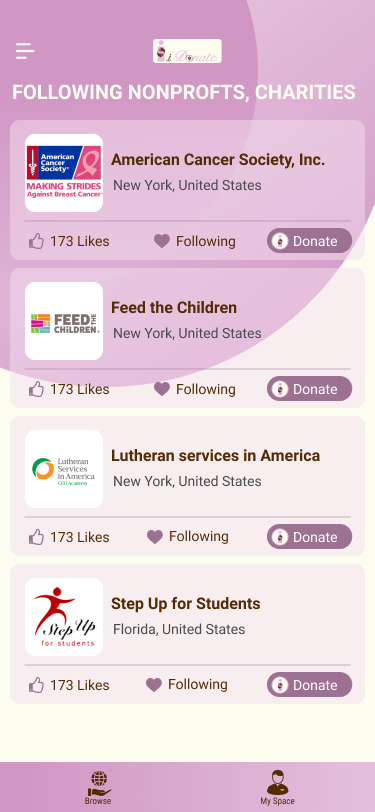 i Donate
FOLLOWING NONPROFTS, CHARITIES
American
Cancer
Society®
MAKING STRIDES
Against Breast Cancer
American Cancer Society, Inc.
New York, United States
173 Likes
Following
Donate
FEED THE
CHILDREN
Feed the Children
New York, United States
173 Likes
Following
Donate
Lutheran
Services
in America
CEO Academy
Lutheran services in America
New York, United States
173 Likes
Following
Donate
Step Up
for students
Step Up for Students
Florida, United States
173 Likes
Following
Donate
Browse
My Space